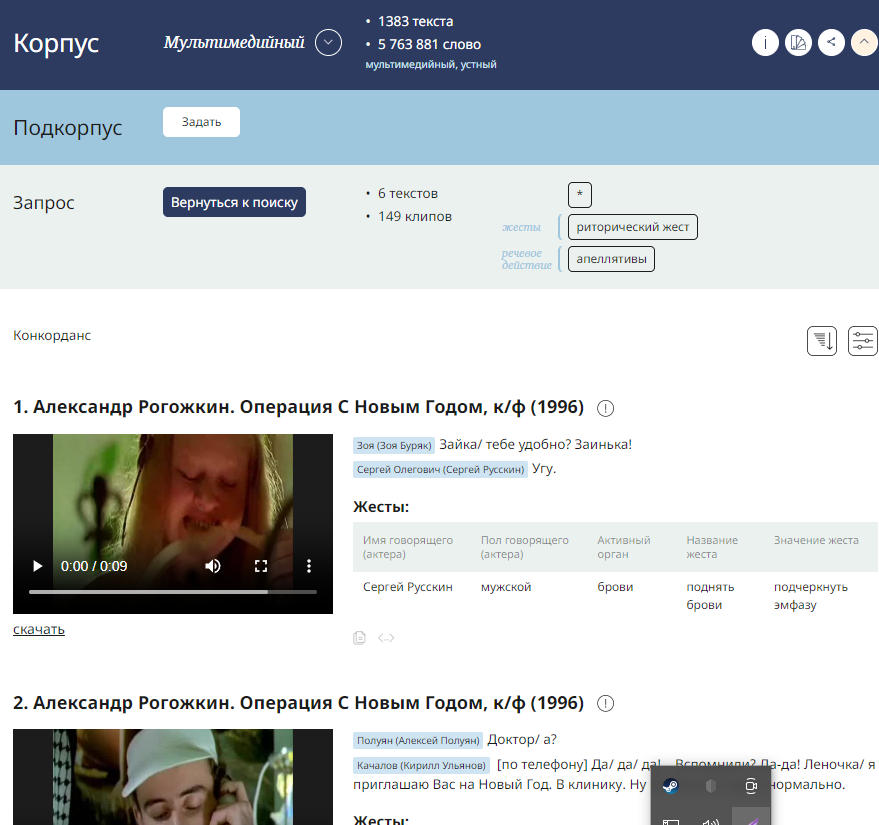 Корпус
Мультимедийный
• 1383 текста
• 5 763 881 слово
мультимедийный, устный
i
Подкорпус
Задать
Запрос
Вернуться к поиску
• 6 текстов
• 149 клипов
*
жесты
риторический жест
речевое действие
апеллятивы
Конкорданс
1. Александр Рогожкин. Операция С Новым Годом, к/ф (1996)
0:00 / 0:09
скачать
Зоя (Зоя Буряк) Зайка/ тебе удобно? Заинька!
Сергей Олегович (Сергей Русскин) Угу.
Жесты:
Имя говорящего (актера) Пол говорящего (актера) Активный орган Название жеста Значение жеста
Сергей Русскин мужской брови поднять брови подчеркнуть эмфазу
2. Александр Рогожкин. Операция С Новым Годом, к/ф (1996)
Полуян (Алексей Полуян) Доктор/ а?
Качалов (Кирилл Ульянов) [по телефону] Да/ да/ да!.. Вспомнили? Да-да! Леночка/ я
приглашаю Вас на Новый Год. В клинику. Ну нормально.
Жесты: